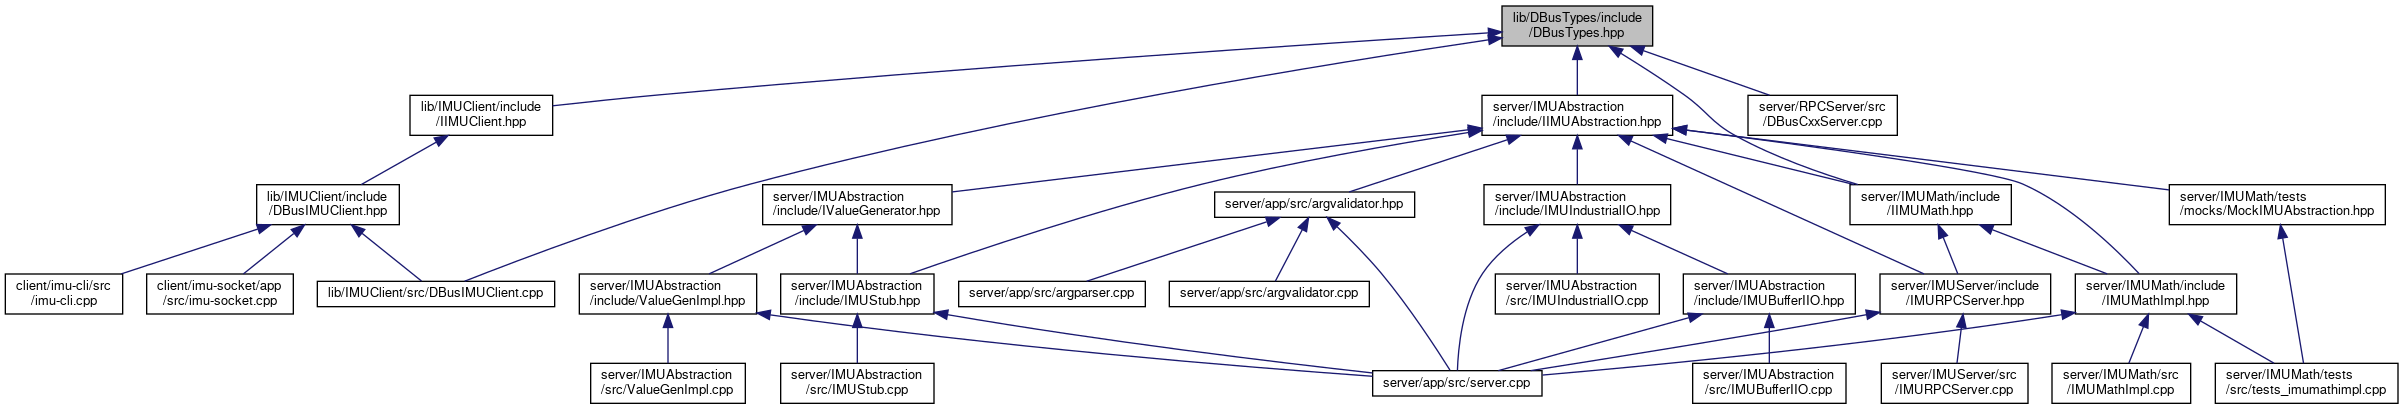 lib/DBusTypes/include
/DBusTypes.hpp
lib/IMUClient/include
/IIMUClient.hpp
server/IMUAbstraction
/include/IIMUAbstraction.hpp
server/RPCServer/src
/DBusCxxServer.cpp
lib/IMUClient/include
/DBusIMUClient.hpp
server/IMUAbstraction
/include/IValueGenerator.hpp
server/app/src/argvalidator.hpp
server/IMUAbstraction
/include/IMUIndustrialIO.hpp
server/IMUMath/include
/IIMUMath.hpp
server/IMUMath/tests
/mocks/MockIMUAbstraction.hpp
client/imu-cli/src
/imu-cli.cpp
client/imu-socket/app
/src/imu-socket.cpp
lib/IMUClient/src/DBusIMUClient.cpp
server/IMUAbstraction
/include/ValueGenImpl.hpp
server/IMUAbstraction
/include/IMUStub.hpp
server/app/src/argparser.cpp
server/app/src/argvalidator.cpp
server/IMUAbstraction
/src/IMUIndustrialIO.cpp
server/IMUAbstraction
/include/IMUBufferIIO.hpp
server/IMUServer/include
/IMURPCServer.hpp
server/IMUMath/include
/IMUMathImpl.hpp
server/IMUAbstraction
/src/ValueGenImpl.cpp
server/IMUAbstraction
/src/IMUStub.cpp
server/app/src/server.cpp
server/IMUAbstraction
/src/IMUBufferIIO.cpp
server/IMUServer/src
/IMURPCServer.cpp
server/IMUMath/src
/IMUMathImpl.cpp
server/IMUMath/tests
/src/tests_imumathimpl.cpp